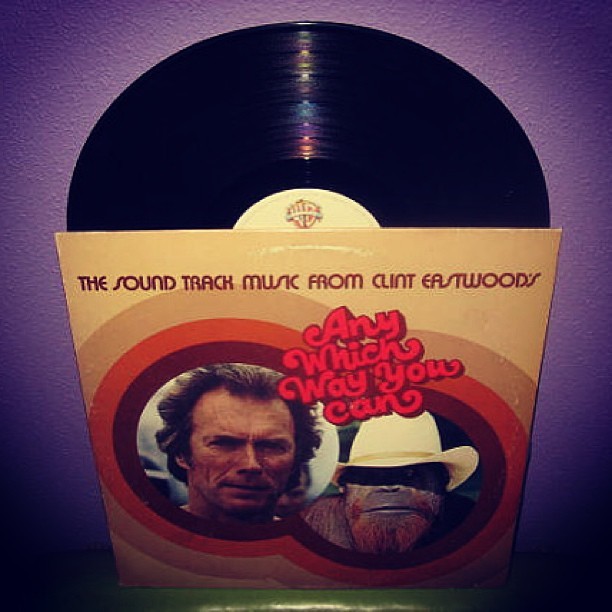 THE SOUND TRACK MUSIC FROM CLINT EASTWOOD'S
Any
Which
Way You
Can